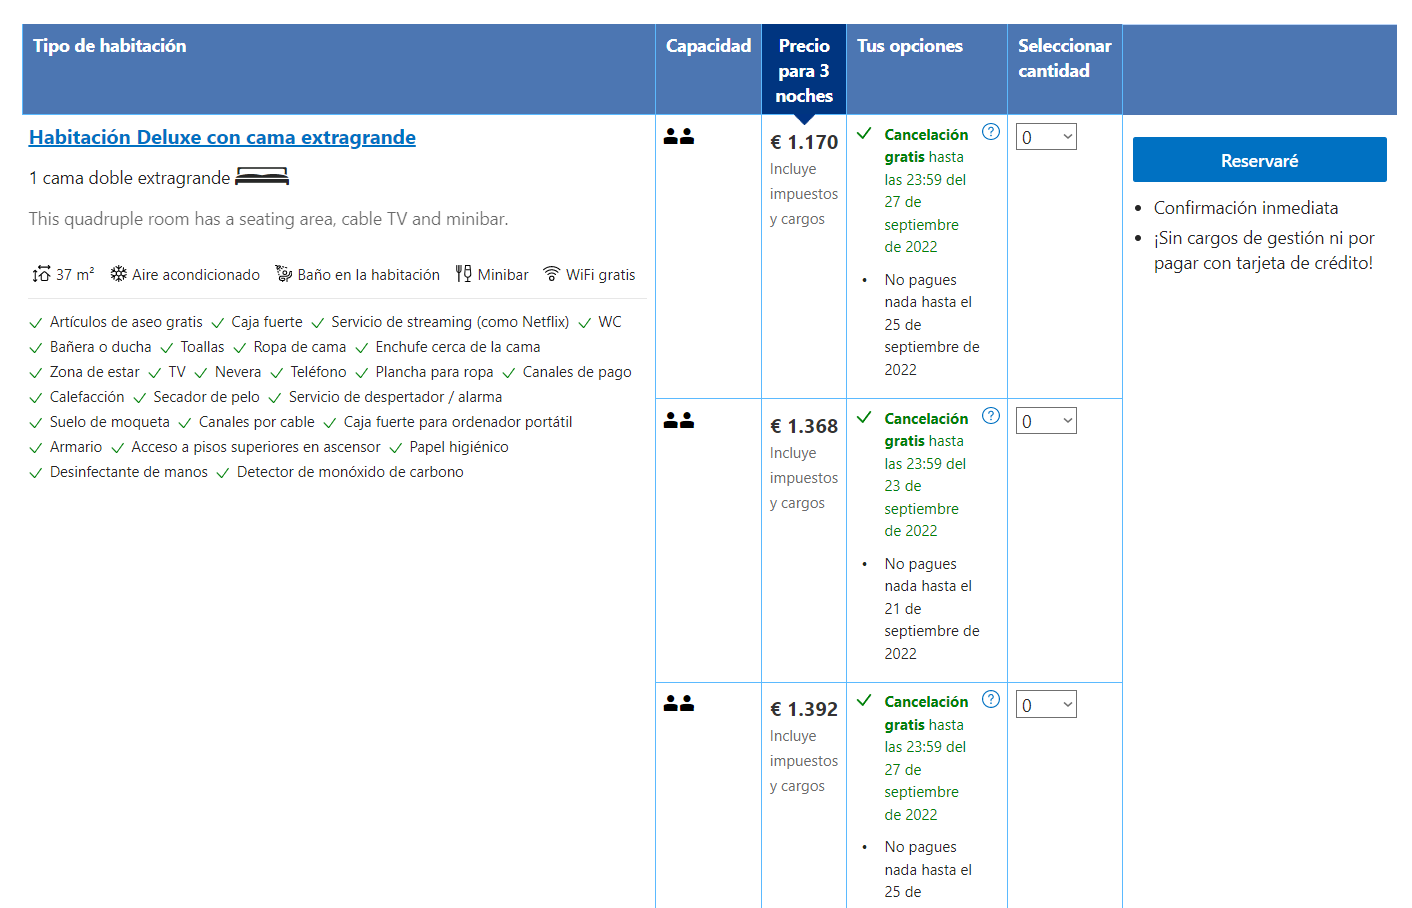 Tipo de habitación
Capacidad
Precio
para 3
noches
Tus opciones
Seleccionar
cantidad
Habitación Deluxe con cama extragrande
1 cama doble extragrande
This quadruple room has a seating area, cable TV and minibar.
37 m² Aire acondicionado Baño en la habitación Minibar WiFi gratis
Artículos de aseo gratis Caja fuerte Servicio de streaming (como Netflix) WC
Bañera o ducha Toallas Ropa de cama Enchufe cerca de la cama
Zona de estar TV Nevera Teléfono Plancha para ropa Canales de pago
Calefacción Secador de pelo Servicio de despertador / alarma
Suelo de moqueta Canales por cable Caja fuerte para ordenador portátil
Armario Acceso a pisos superiores en ascensor Papel higiénico
Desinfectante de manos Detector de monóxido de carbono
€ 1.170
Incluye
impuestos
y cargos
Cancelación
gratis hasta
las 23:59 del
27 de
septiembre
de 2022
• No pagues
nada hasta el
25 de
septiembre de
2022
?
0
Reservaré
• Confirmación inmediata
• ¡Sin cargos de gestión ni por
pagar con tarjeta de crédito!
€ 1.368
Incluye
impuestos
y cargos
Cancelación
gratis hasta
las 23:59 del
23 de
septiembre
de 2022
• No pagues
nada hasta el
21 de
septiembre de
2022
?
0
€ 1.392
Incluye
impuestos
y cargos
Cancelación
gratis hasta
las 23:59 del
27 de
septiembre
de 2022
• No pagues
nada hasta el
25 de
?
0